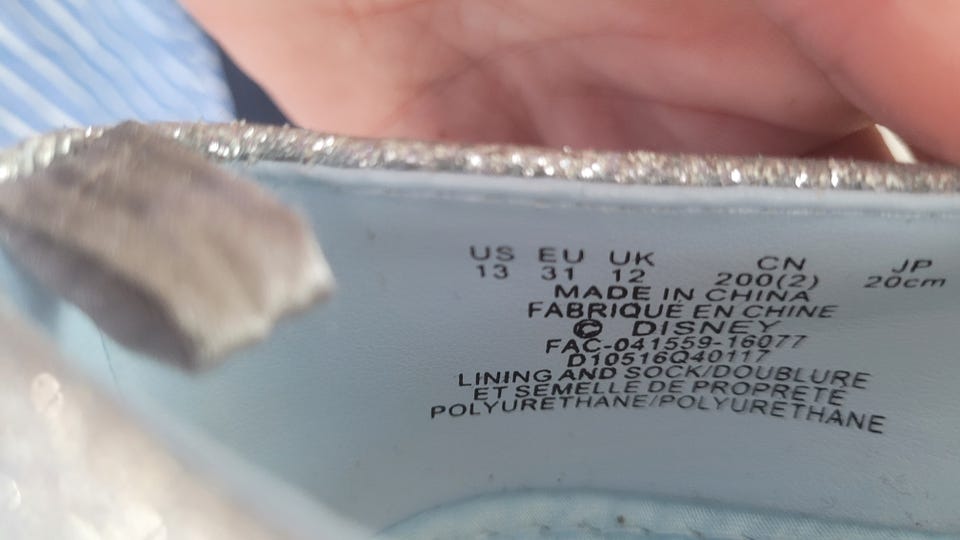 US EU UK CN JP
13 31 12 200(2) 20cm
MADE IN CHINA
FABRIQUÉ EN CHINE
© DISNEY
FAC-041559-16077
D10516Q40117
LINING AND SOCK/DOUBLURE
ET SEMELLE DE PROPRETE
POLYURETHANE/POLYURETHANE